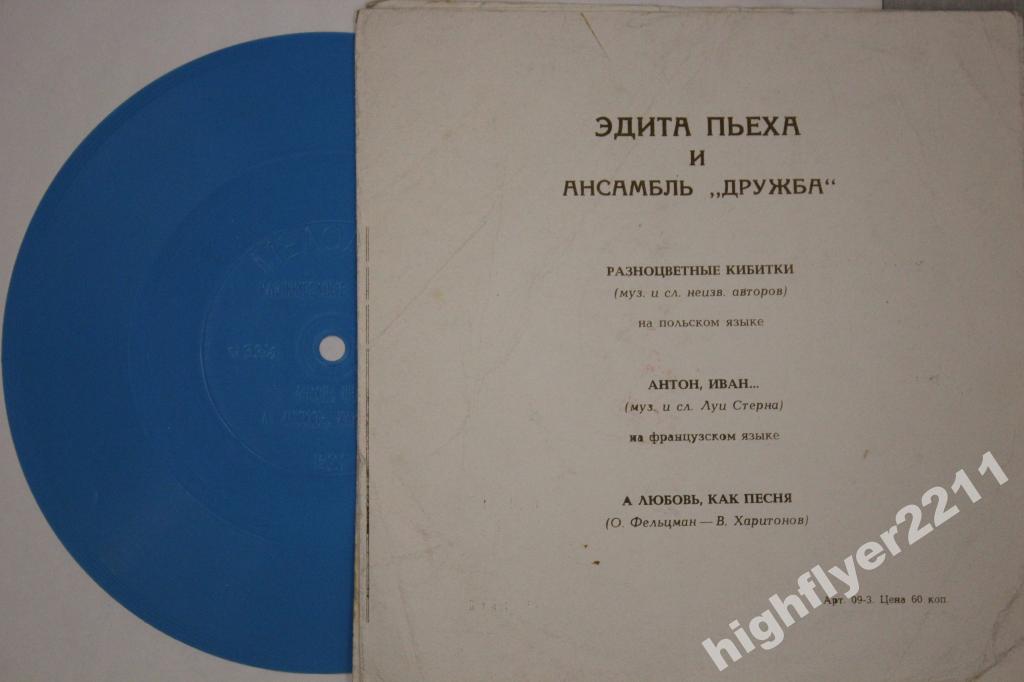 ЭДИТА ПЬЕХА
И
АНСАМБЛЬ „ДРУЖБА“
РАЗНОЦВЕТНЫЕ КИБИТКИ
(муз. и сл. неизв. авторов)
на польском языке
АНТОН, ИВАН...
(муз. и сл. Луи Стерна)
на французском языке
А ЛЮБОВЬ, КАК ПЕСНЯ
(О. Фельцман — В. Харитонов)
Арт. 09-3. Цена 60 коп.
highflyer2211